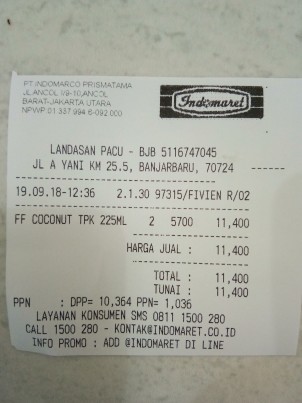 PT.INDOMARCO PRISMATAMA
JL.ANCOL VIII-10,ANCOL
BARAT-JAKARTA UTARA
NPWP:01.337.994.6-092.000
Indomaret
LANDASAN PACU - BJB 5116747045
JL A YANI KM 25.5, BANJARBARU, 70724
19.09.18-12:36 2.1.30 97315/FIVIEN R/02
FF COCONUT TPK 225ML 2 5700 11,400
HARGA JUAL : 11,400
TOTAL : 11,400
TUNAI : 11,400
PPN : DPP= 10,364 PPN= 1,036
LAYANAN KONSUMEN SMS 0811 1500 280
CALL 1500 280 - KONTAK@INDOMARET.CO.ID
INFO PROMO : ADD @INDOMARET DI LINE